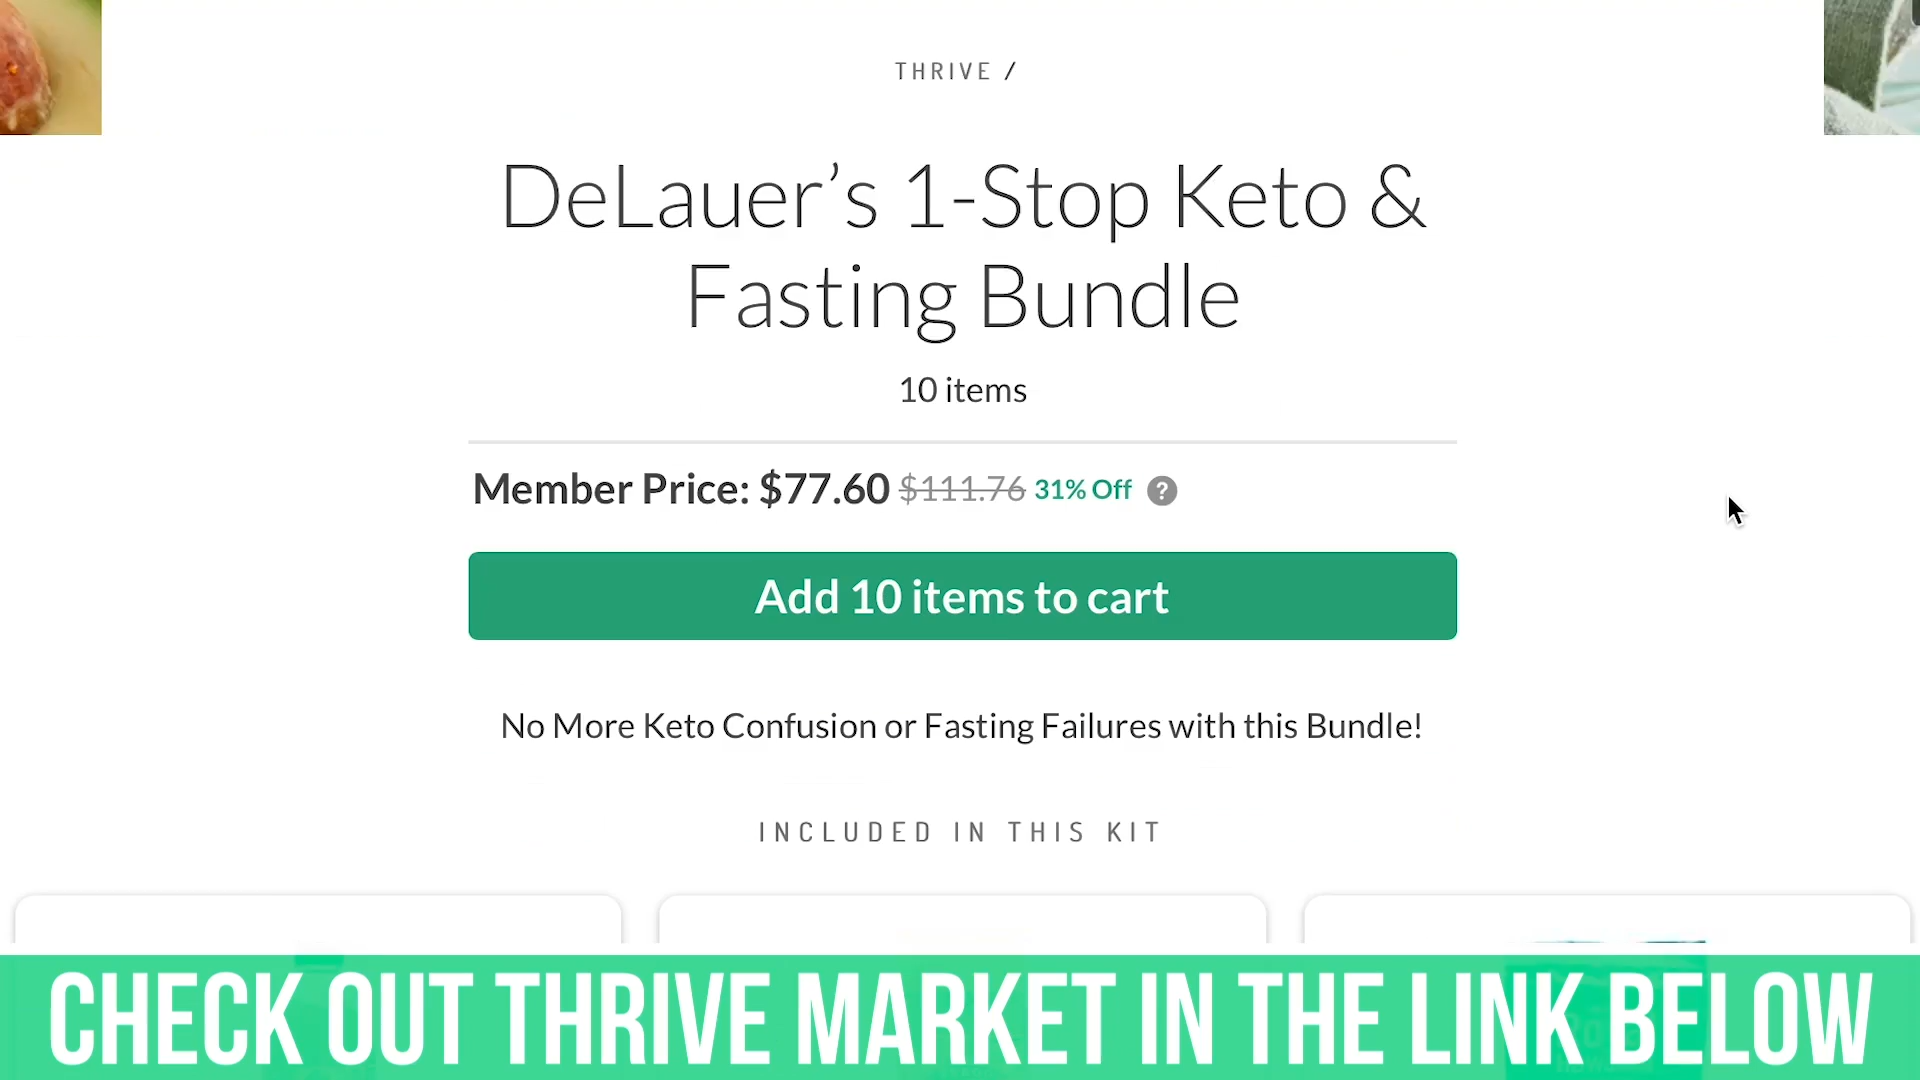 THRIVE /
DeLauer’s 1-Stop Keto &
Fasting Bundle
10 items
Member Price: $77.60 $111.76 31% Off ?
Add 10 items to cart
No More Keto Confusion or Fasting Failures with this Bundle!
INCLUDED IN THIS KIT
CHECK OUT THRIVE MARKET IN THE LINK BELOW